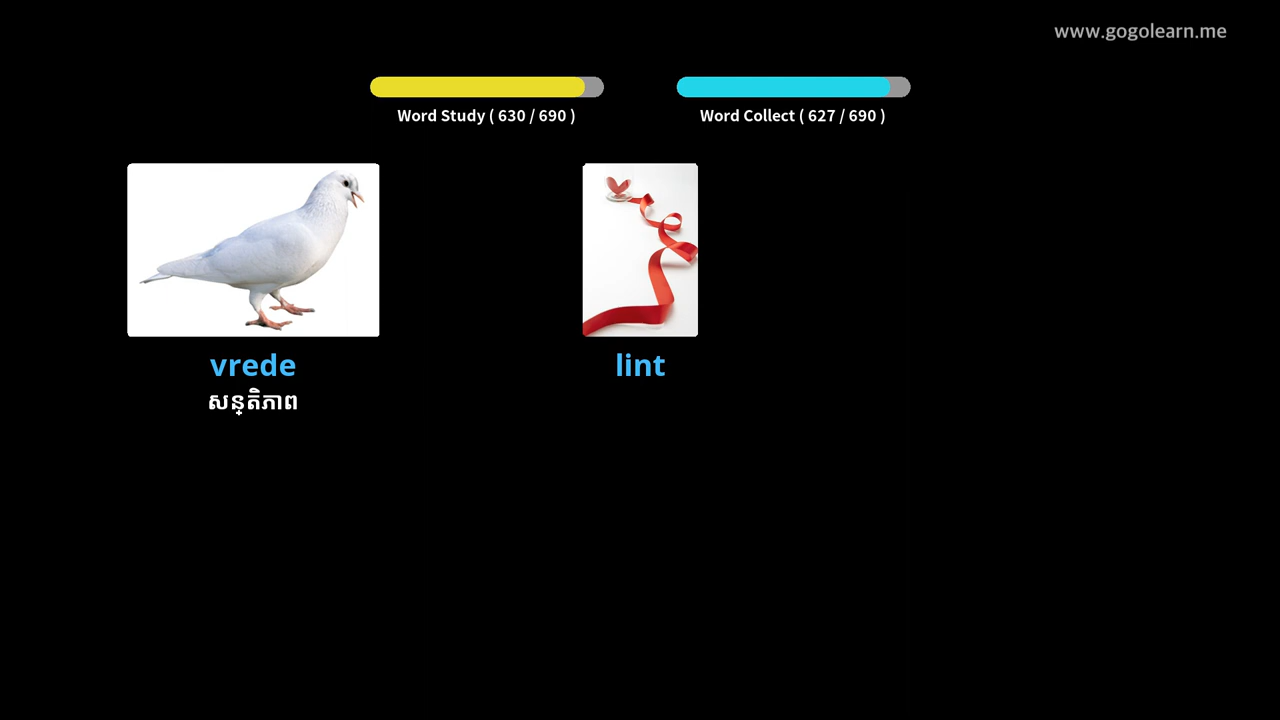 www.gogolearn.me
Word Study ( 630 / 690 )
Word Collect ( 627 / 690 )
vrede
សន្តិភាព
lint